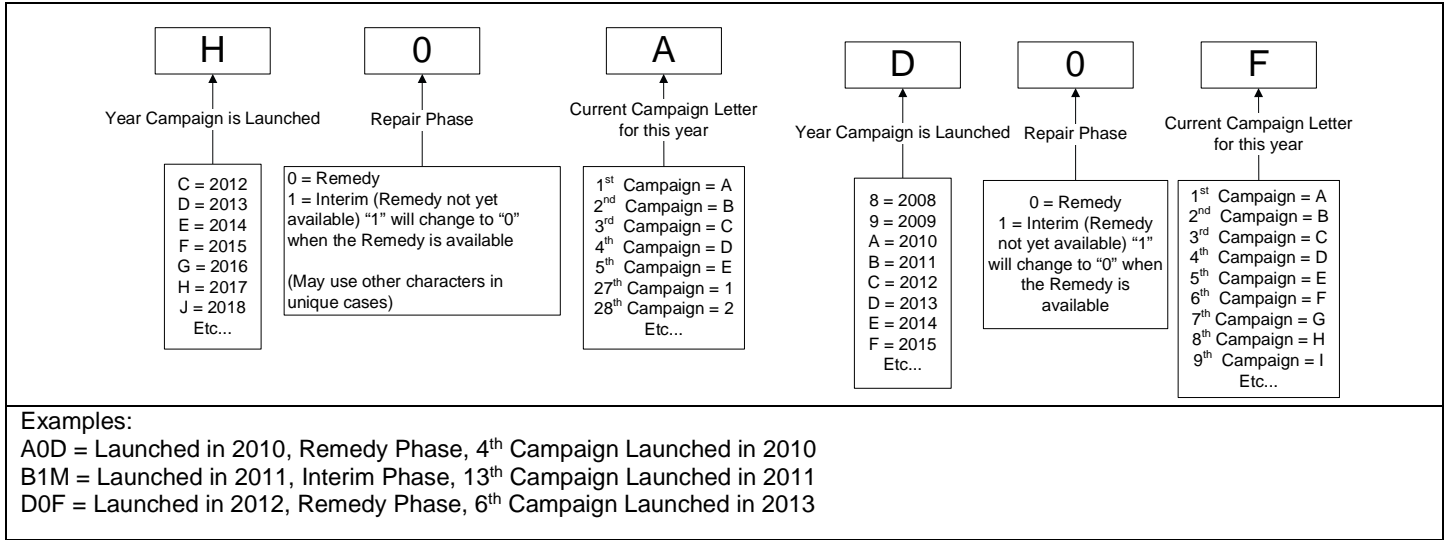 H
0
A
Year Campaign is Launched
Repair Phase
Current Campaign Letter
for this year
C = 2012
D = 2013
E = 2014
F = 2015
G = 2016
H = 2017
J = 2018
Etc...
0 = Remedy
1 = Interim (Remedy not yet
available) “1” will change to “0”
when the Remedy is available
(May use other characters in
unique cases)
1st Campaign = A
2nd Campaign = B
3rd Campaign = C
4th Campaign = D
5th Campaign = E
27th Campaign = 1
28th Campaign = 2
Etc...
D
0
F
Year Campaign is Launched
Repair Phase
Current Campaign Letter
for this year
8 = 2008
9 = 2009
A = 2010
B = 2011
C = 2012
D = 2013
E = 2014
F = 2015
Etc...
0 = Remedy
1 = Interim (Remedy
not yet available) “1”
will change to “0” when
the Remedy is
available
1st Campaign = A
2nd Campaign = B
3rd Campaign = C
4th Campaign = D
5th Campaign = E
6th Campaign = F
7th Campaign = G
8th Campaign = H
9th Campaign = I
Etc...
Examples:
A0D = Launched in 2010, Remedy Phase, 4th Campaign Launched in 2010
B1M = Launched in 2011, Interim Phase, 13th Campaign Launched in 2011
D0F = Launched in 2012, Remedy Phase, 6th Campaign Launched in 2013